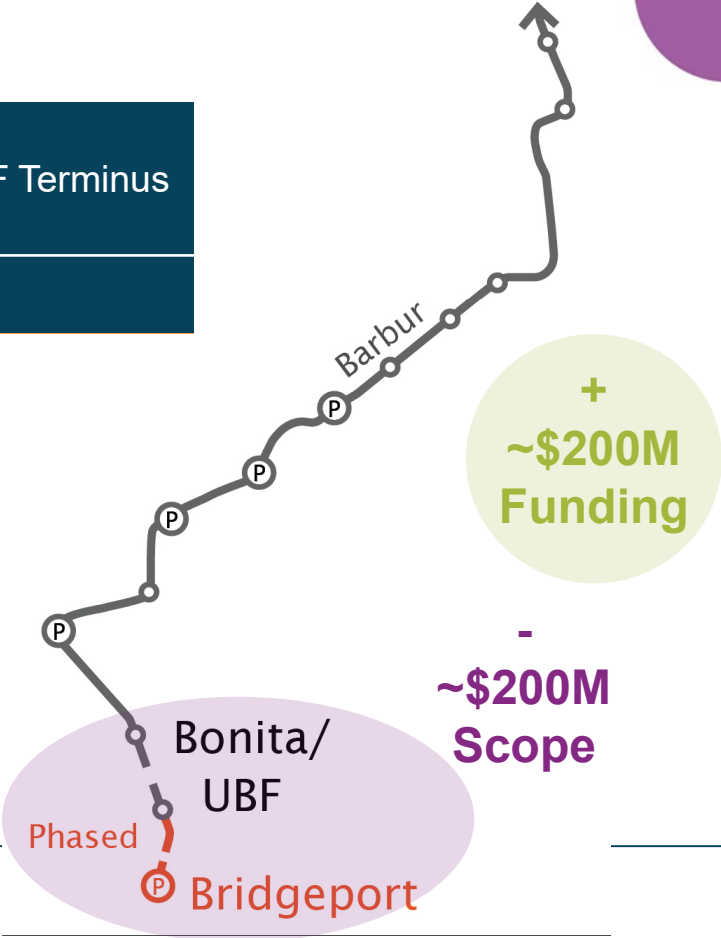 Terminus
Barbur
+
~$200M
Funding
P
P
P
P
-
~$200M
Scope
Bonita/
UBF
Phased
P
Bridgeport